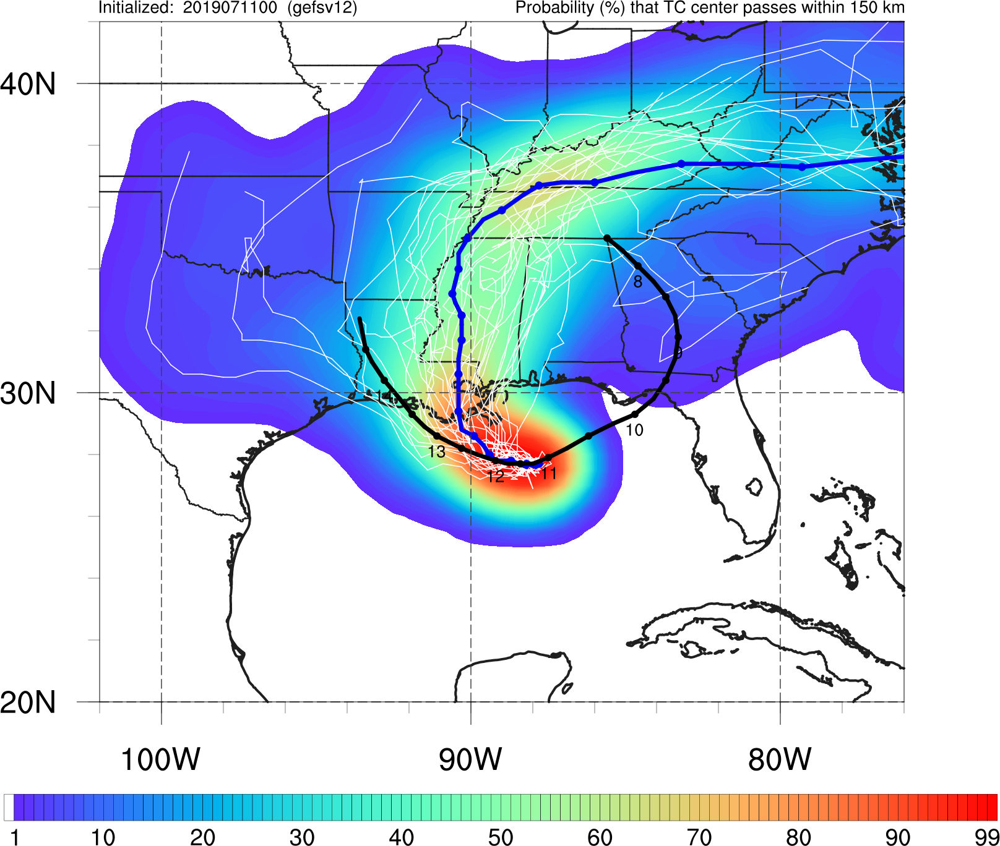 Initialized: 2019071100 (gefsv12)
Probability (%) that TC center passes within 150 km
40N
30N
20N
8
9
10
11
12
13
14
100W 90W 80W
1 10 20 30 40 50 60 70 80 90 99